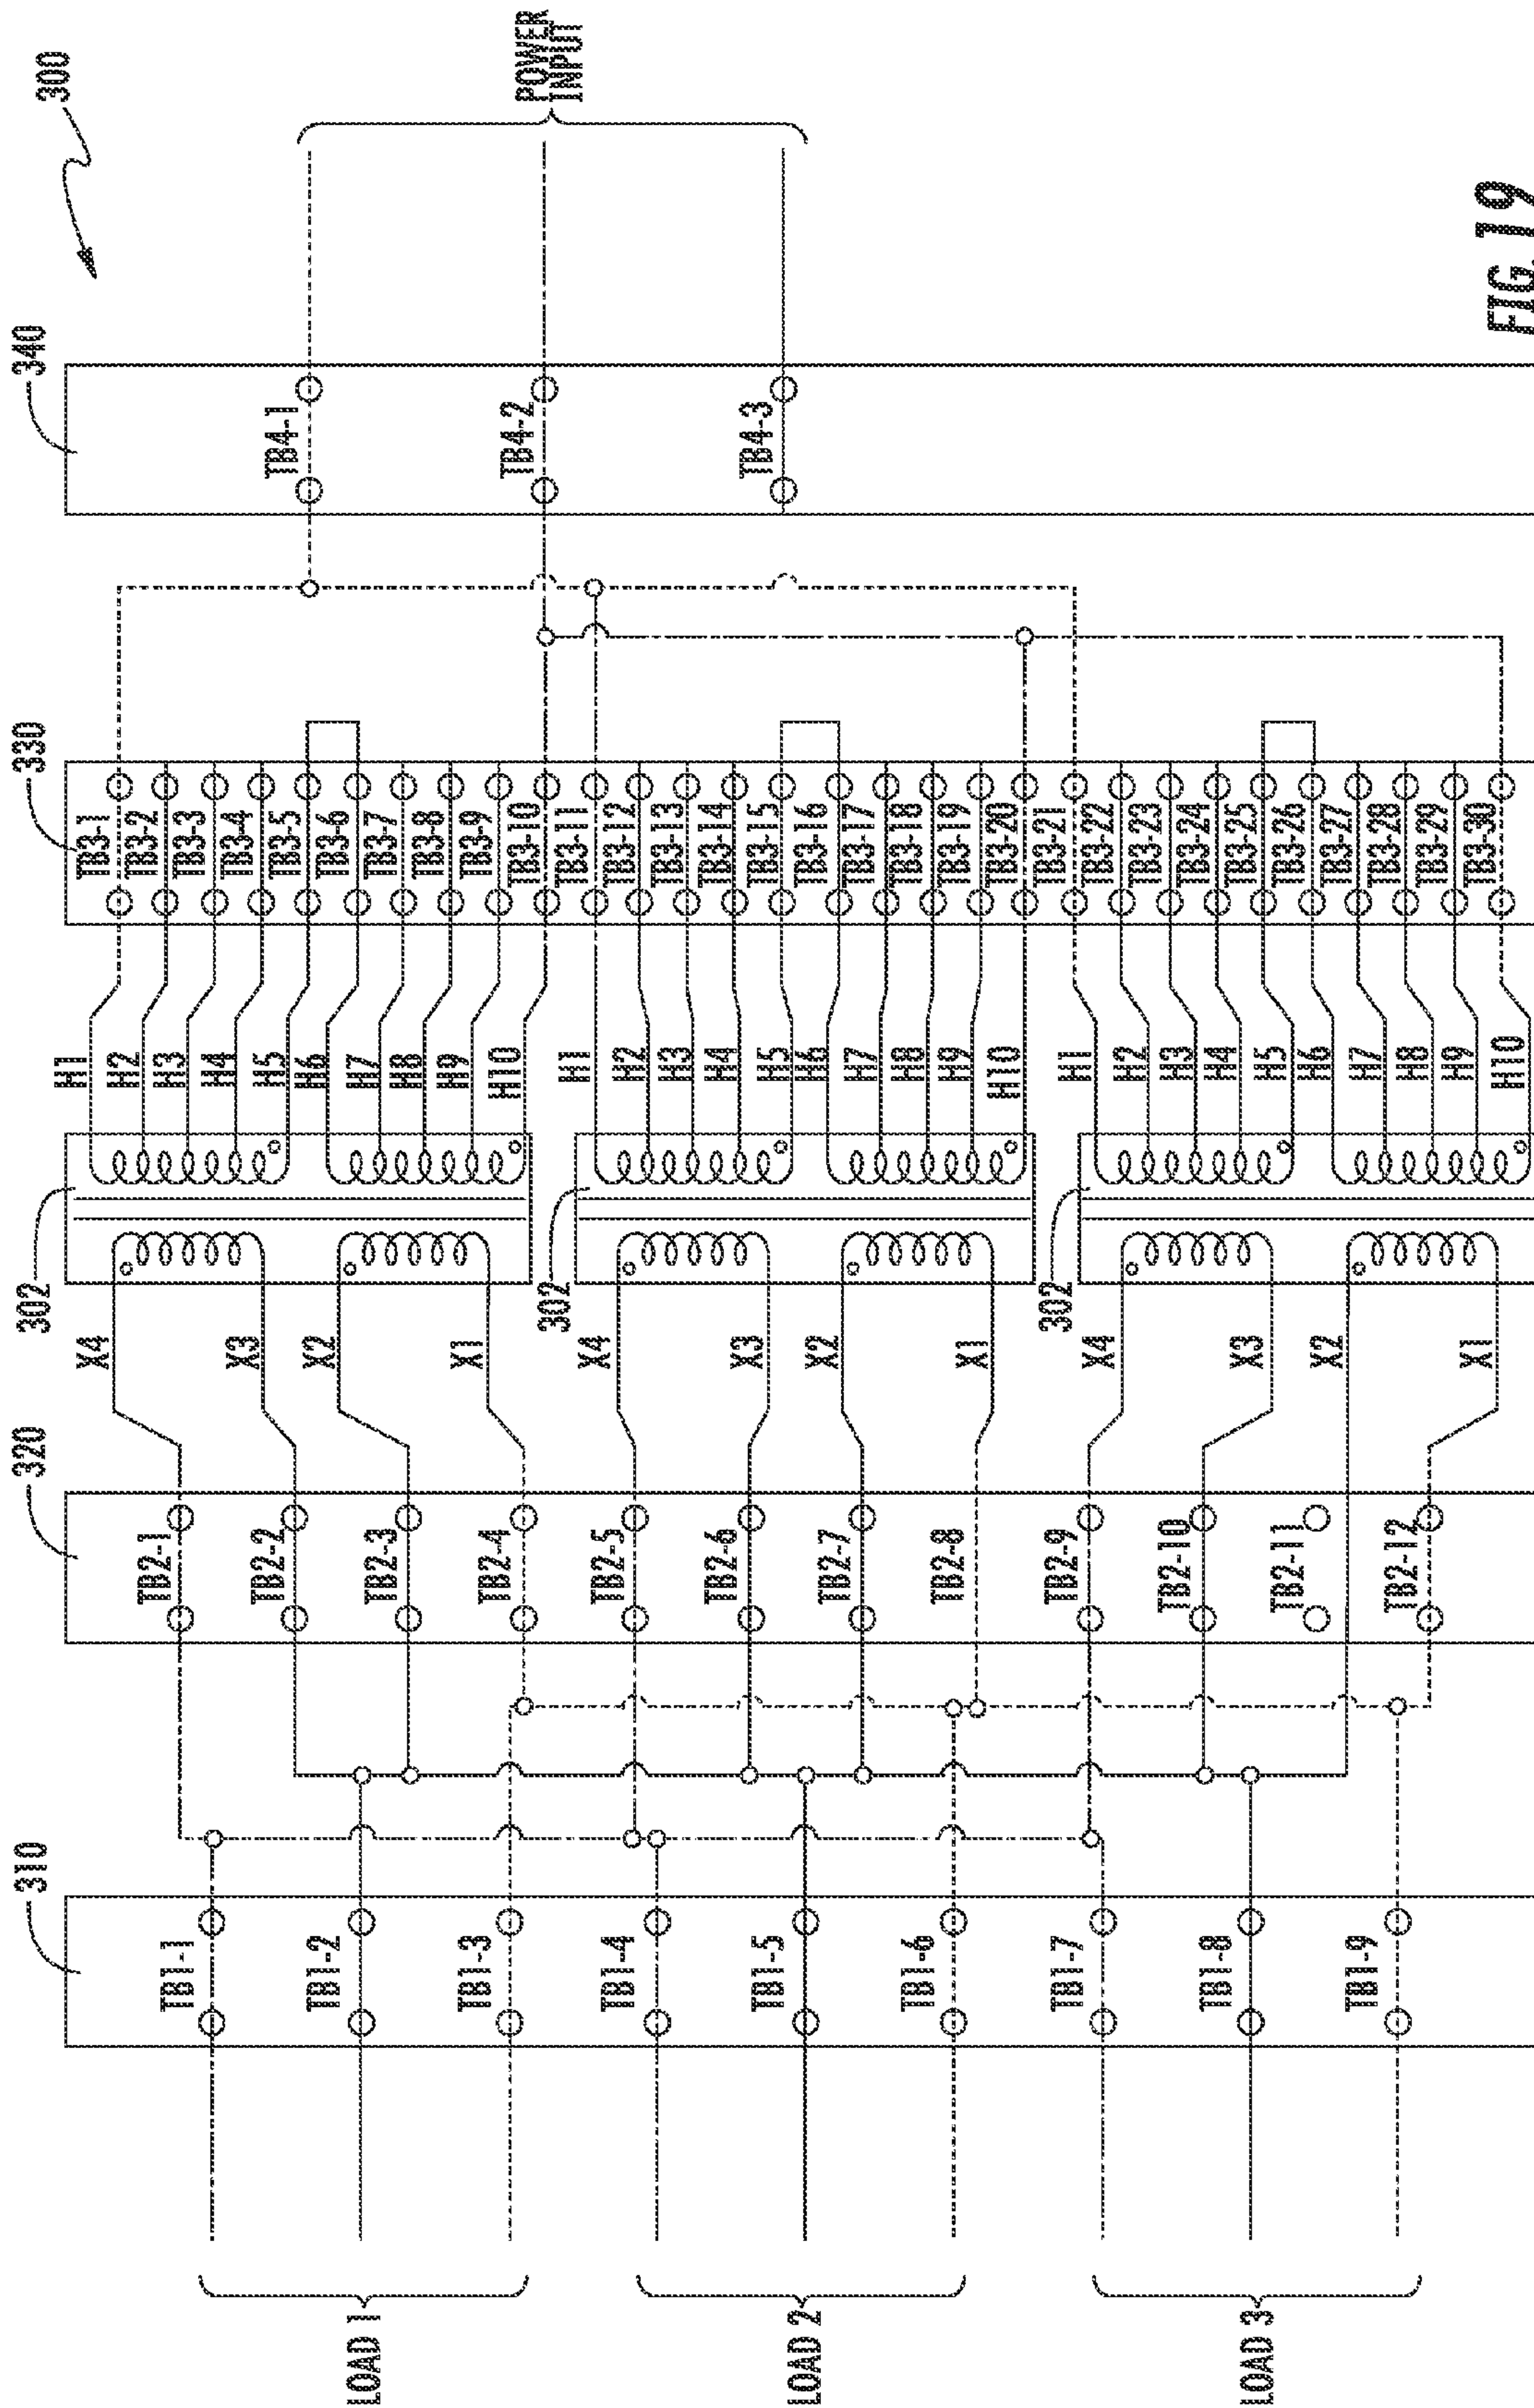 300
POWER
INPUT
340
TB4-1
TB4-2
TB4-3
330
TB3-1
TB3-2
TB3-3
TB3-4
TB3-5
TB3-6
TB3-7
TB3-8
TB3-9
TB3-10
TB3-11
TB3-12
TB3-13
TB3-14
TB3-15
TB3-16
TB3-17
TB3-18
TB3-19
TB3-20
TB3-21
TB3-22
TB3-23
TB3-24
TB3-25
TB3-26
TB3-27
TB3-28
TB3-29
TB3-30
H1
H2
H3
H4
H5
H6
H7
H8
H9
H10
H1
H2
H3
H4
H5
H6
H7
H8
H9
H10
H1
H2
H3
H4
H5
H6
H7
H8
H9
H10
302
302
302
X4
X3
X2
X1
X4
X3
X2
X1
X4
X3
X2
X1
320
TB2-1
TB2-2
TB2-3
TB2-4
TB2-5
TB2-6
TB2-7
TB2-8
TB2-9
TB2-10
TB2-11
TB2-12
310
TB1-1
TB1-2
TB1-3
TB1-4
TB1-5
TB1-6
TB1-7
TB1-8
TB1-9
LOAD 1
LOAD 2
LOAD 3
FIG. 19